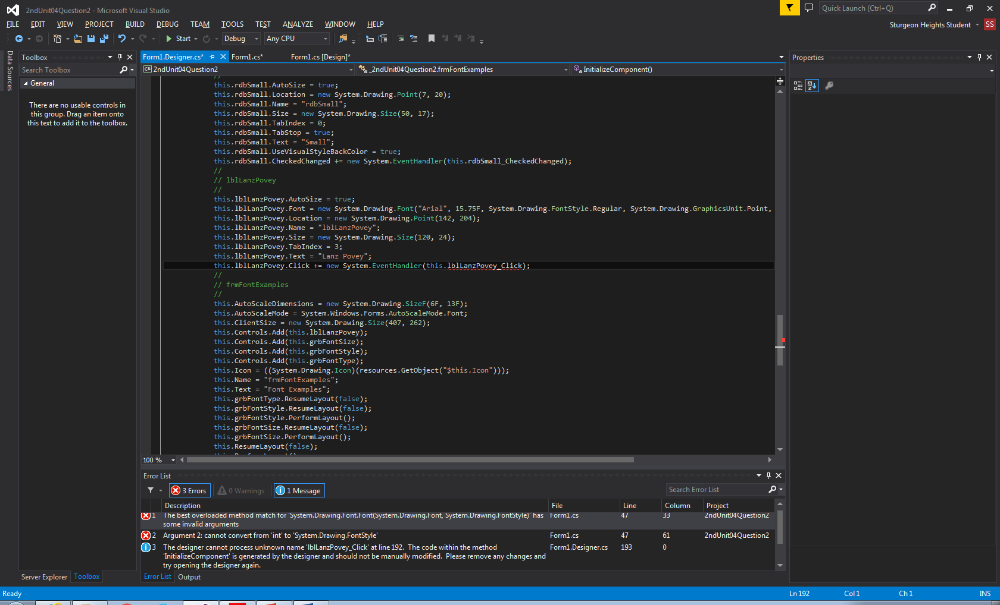 2ndUnit04Question2 - Microsoft Visual Studio
Quick Launch (Ctrl+Q)
FILE EDIT VIEW PROJECT BUILD DEBUG TEAM TOOLS TEST ANALYZE WINDOW HELP
Sturgeon Heights Student SS
Start Debug Any CPU
Data Sources
Toolbox
Search Toolbox
General
There are no usable controls in
this group. Drag an item onto
this text to add it to the toolbox.
Form1.Designer.cs* Form1.cs* Form1.cs [Design]*
2ndUnit04Question2 _2ndUnit04Question2.frmFontExamples InitializeComponent()
//
this.rdbSmall.AutoSize = true;
this.rdbSmall.Location = new System.Drawing.Point(7, 20);
this.rdbSmall.Name = "rdbSmall";
this.rdbSmall.Size = new System.Drawing.Size(50, 17);
this.rdbSmall.TabIndex = 0;
this.rdbSmall.TabStop = true;
this.rdbSmall.Text = "Small";
this.rdbSmall.UseVisualStyleBackColor = true;
this.rdbSmall.CheckedChanged += new System.EventHandler(this.rdbSmall_CheckedChanged);
//
// lblLanzPovey
//
this.lblLanzPovey.AutoSize = true;
this.lblLanzPovey.Font = new System.Drawing.Font("Arial", 15.75F, System.Drawing.FontStyle.Regular, System.Drawing.GraphicsUnit.Point,
this.lblLanzPovey.Location = new System.Drawing.Point(142, 204);
this.lblLanzPovey.Name = "lblLanzPovey";
this.lblLanzPovey.Size = new System.Drawing.Size(120, 24);
this.lblLanzPovey.TabIndex = 3;
this.lblLanzPovey.Text = "Lanz Povey";
this.lblLanzPovey.Click += new System.EventHandler(this.lblLanzPovey_Click);
//
// frmFontExamples
//
this.AutoScaleDimensions = new System.Drawing.SizeF(6F, 13F);
this.AutoScaleMode = System.Windows.Forms.AutoScaleMode.Font;
this.ClientSize = new System.Drawing.Size(407, 262);
this.Controls.Add(this.lblLanzPovey);
this.Controls.Add(this.grbFontSize);
this.Controls.Add(this.grbFontStyle);
this.Controls.Add(this.grbFontType);
this.Icon = ((System.Drawing.Icon)(resources.GetObject("$this.Icon")));
this.Name = "frmFontExamples";
this.Text = "Font Examples";
this.grbFontType.ResumeLayout(false);
this.grbFontStyle.ResumeLayout(false);
this.grbFontStyle.PerformLayout();
this.grbFontSize.ResumeLayout(false);
this.grbFontSize.PerformLayout();
this.ResumeLayout(false);
100 %
Properties
Error List
3 Errors 0 Warnings 1 Message
Search Error List
Description File Line Column Project
1 The best overloaded method match for 'System.Drawing.Font.Font(System.Drawing.Font, System.Drawing.FontStyle)' has Form1.cs 47 33 2ndUnit04Question2
some invalid arguments
2 Argument 2: cannot convert from 'int' to 'System.Drawing.FontStyle' Form1.cs 47 61 2ndUnit04Question2
3 The designer cannot process unknown name 'lblLanzPovey_Click' at line 192. The code within the method Form1.Designer.cs 193 0
'InitializeComponent' is generated by the designer and should not be manually modified. Please remove any changes and
try opening the designer again.
Server Explorer Toolbox
Error List Output
Ready Ln 192 Col 1 Ch 1 INS